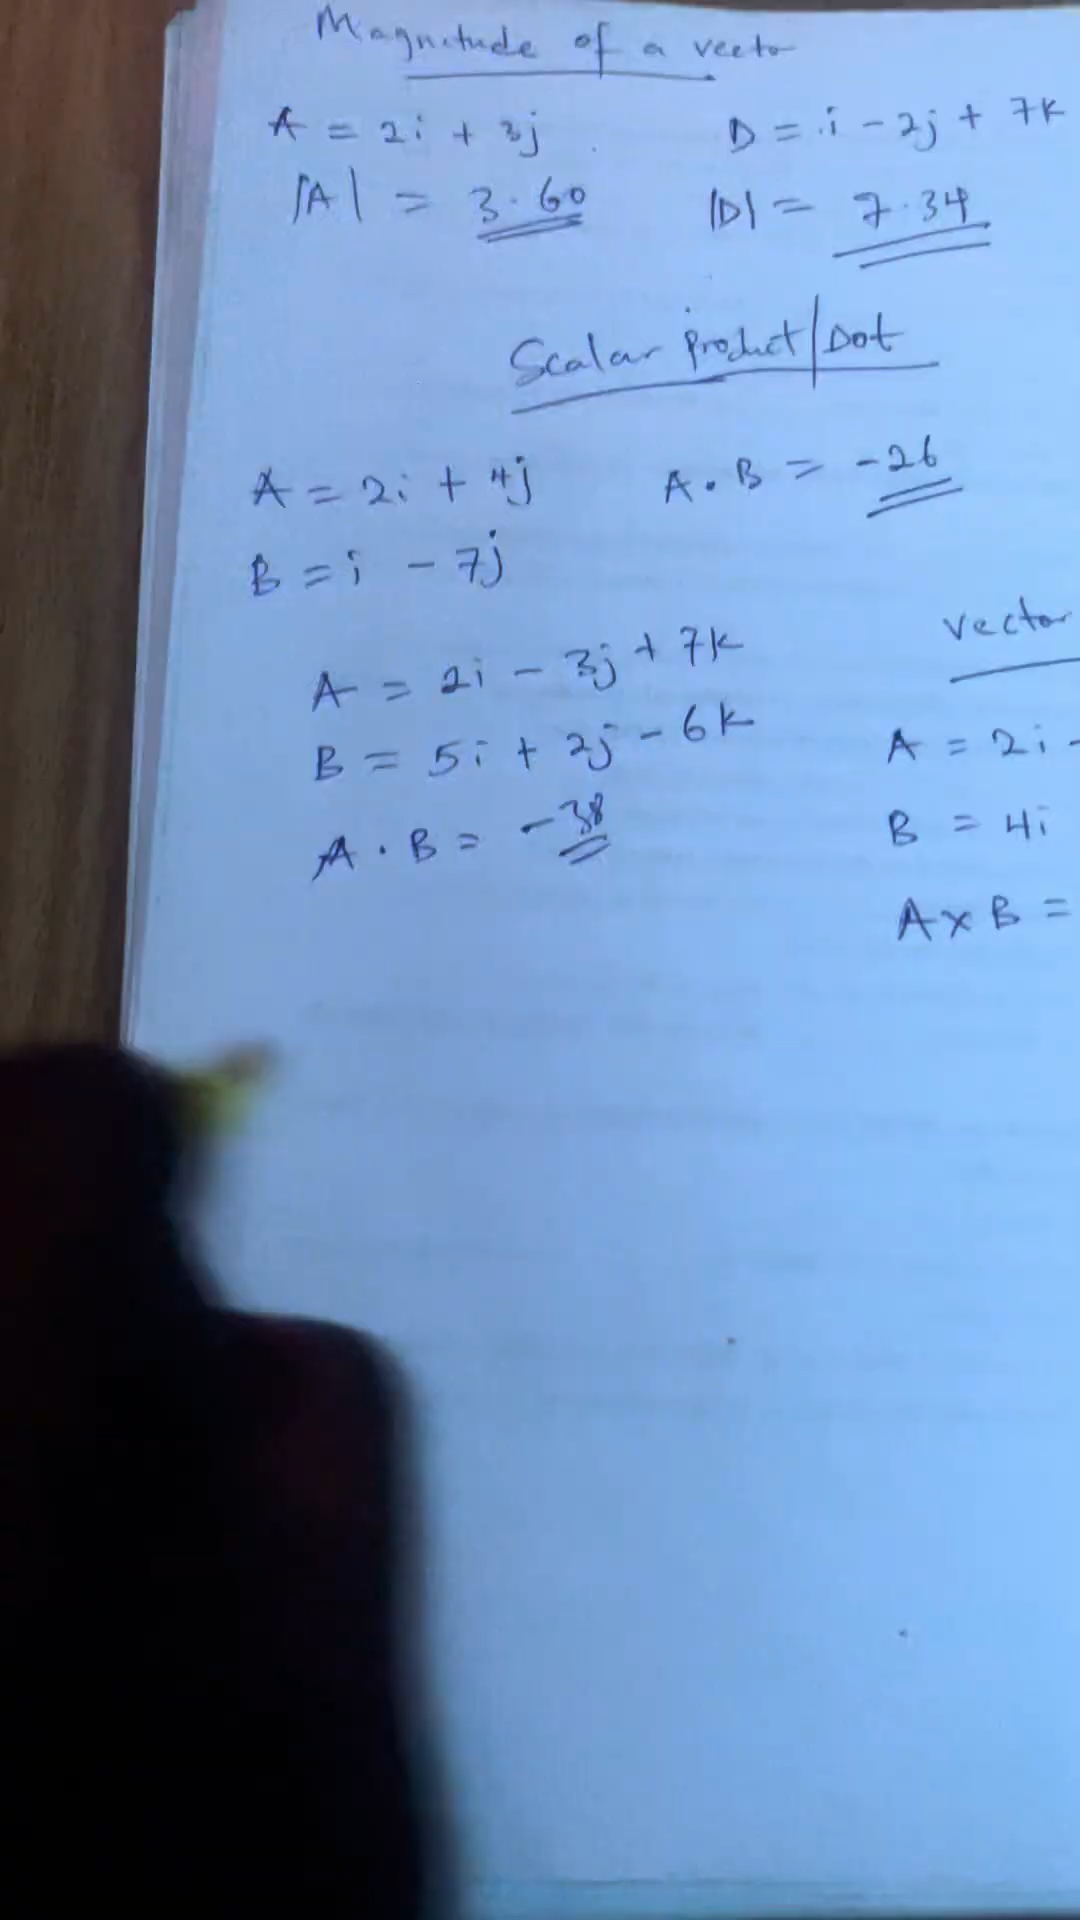 Magnitude of a vector
A = 2i + 3j
D = i - 2j + 7k
|A| = 3.60
|D| = 7.34
Scalar Product/Dot
A = 2i + 4j
A . B = -26
B = i - 7j
A = 2i - 3j + 7k
B = 5i + 2j - 6k
A . B = -38
vector
A = 2i -
B = 4i
A x B =